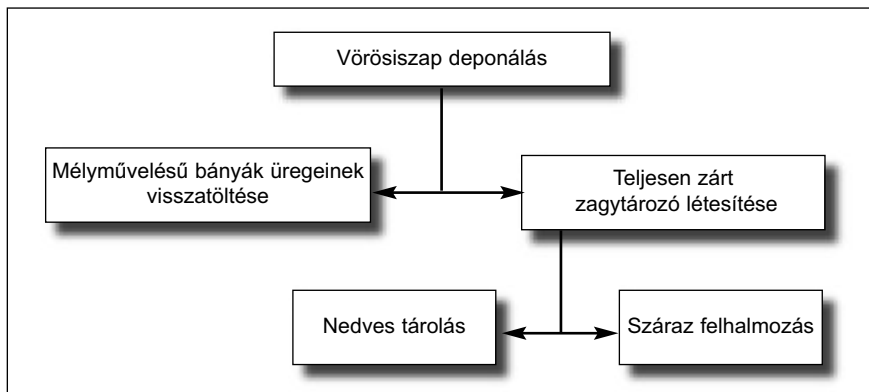 Vörösiszap deponálás
Mélyművelésű bányák üregeinek
visszatöltése
Teljesen zárt
zagytározó létesítése
Nedves tárolás
Száraz felhalmozás